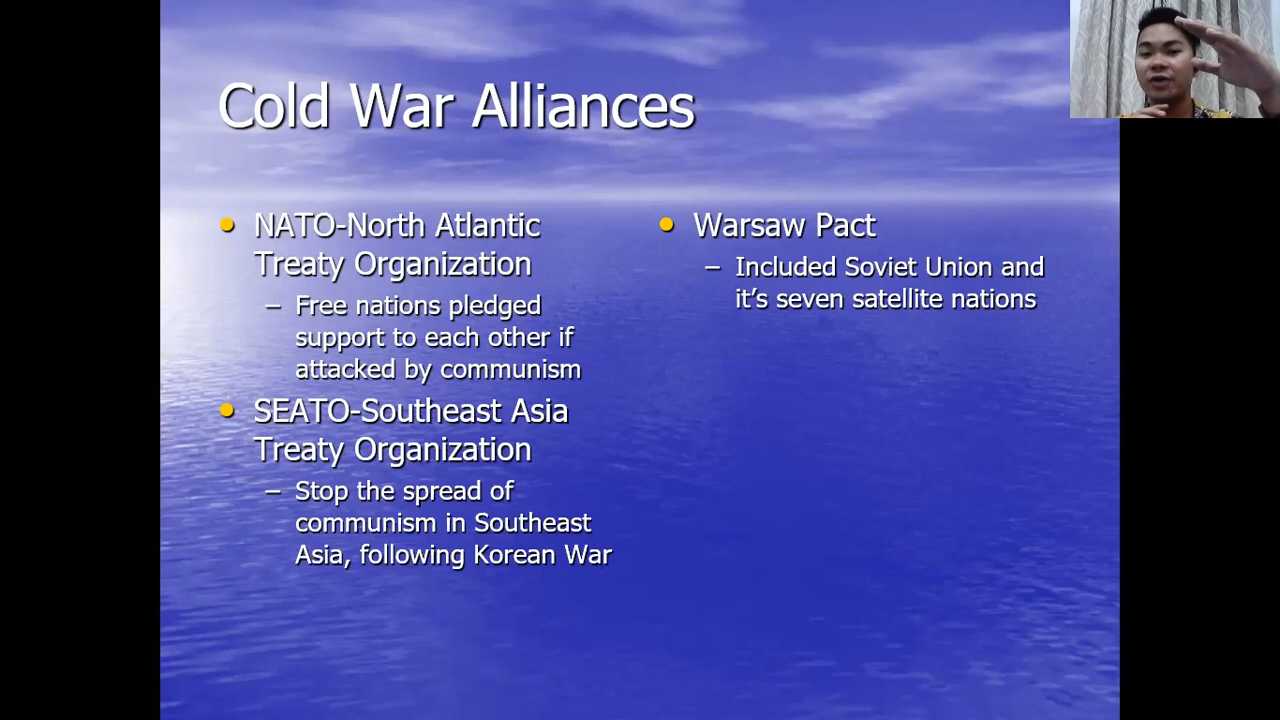 Cold War Alliances
• NATO-North Atlantic
Treaty Organization
– Free nations pledged
support to each other if
attacked by communism
• SEATO-Southeast Asia
Treaty Organization
– Stop the spread of
communism in Southeast
Asia, following Korean War
• Warsaw Pact
– Included Soviet Union and
it’s seven satellite nations